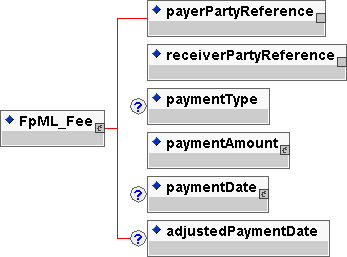 payerPartyReference
receiverPartyReference
? paymentType
FpML_Fee
paymentAmount
? paymentDate
? adjustedPaymentDate